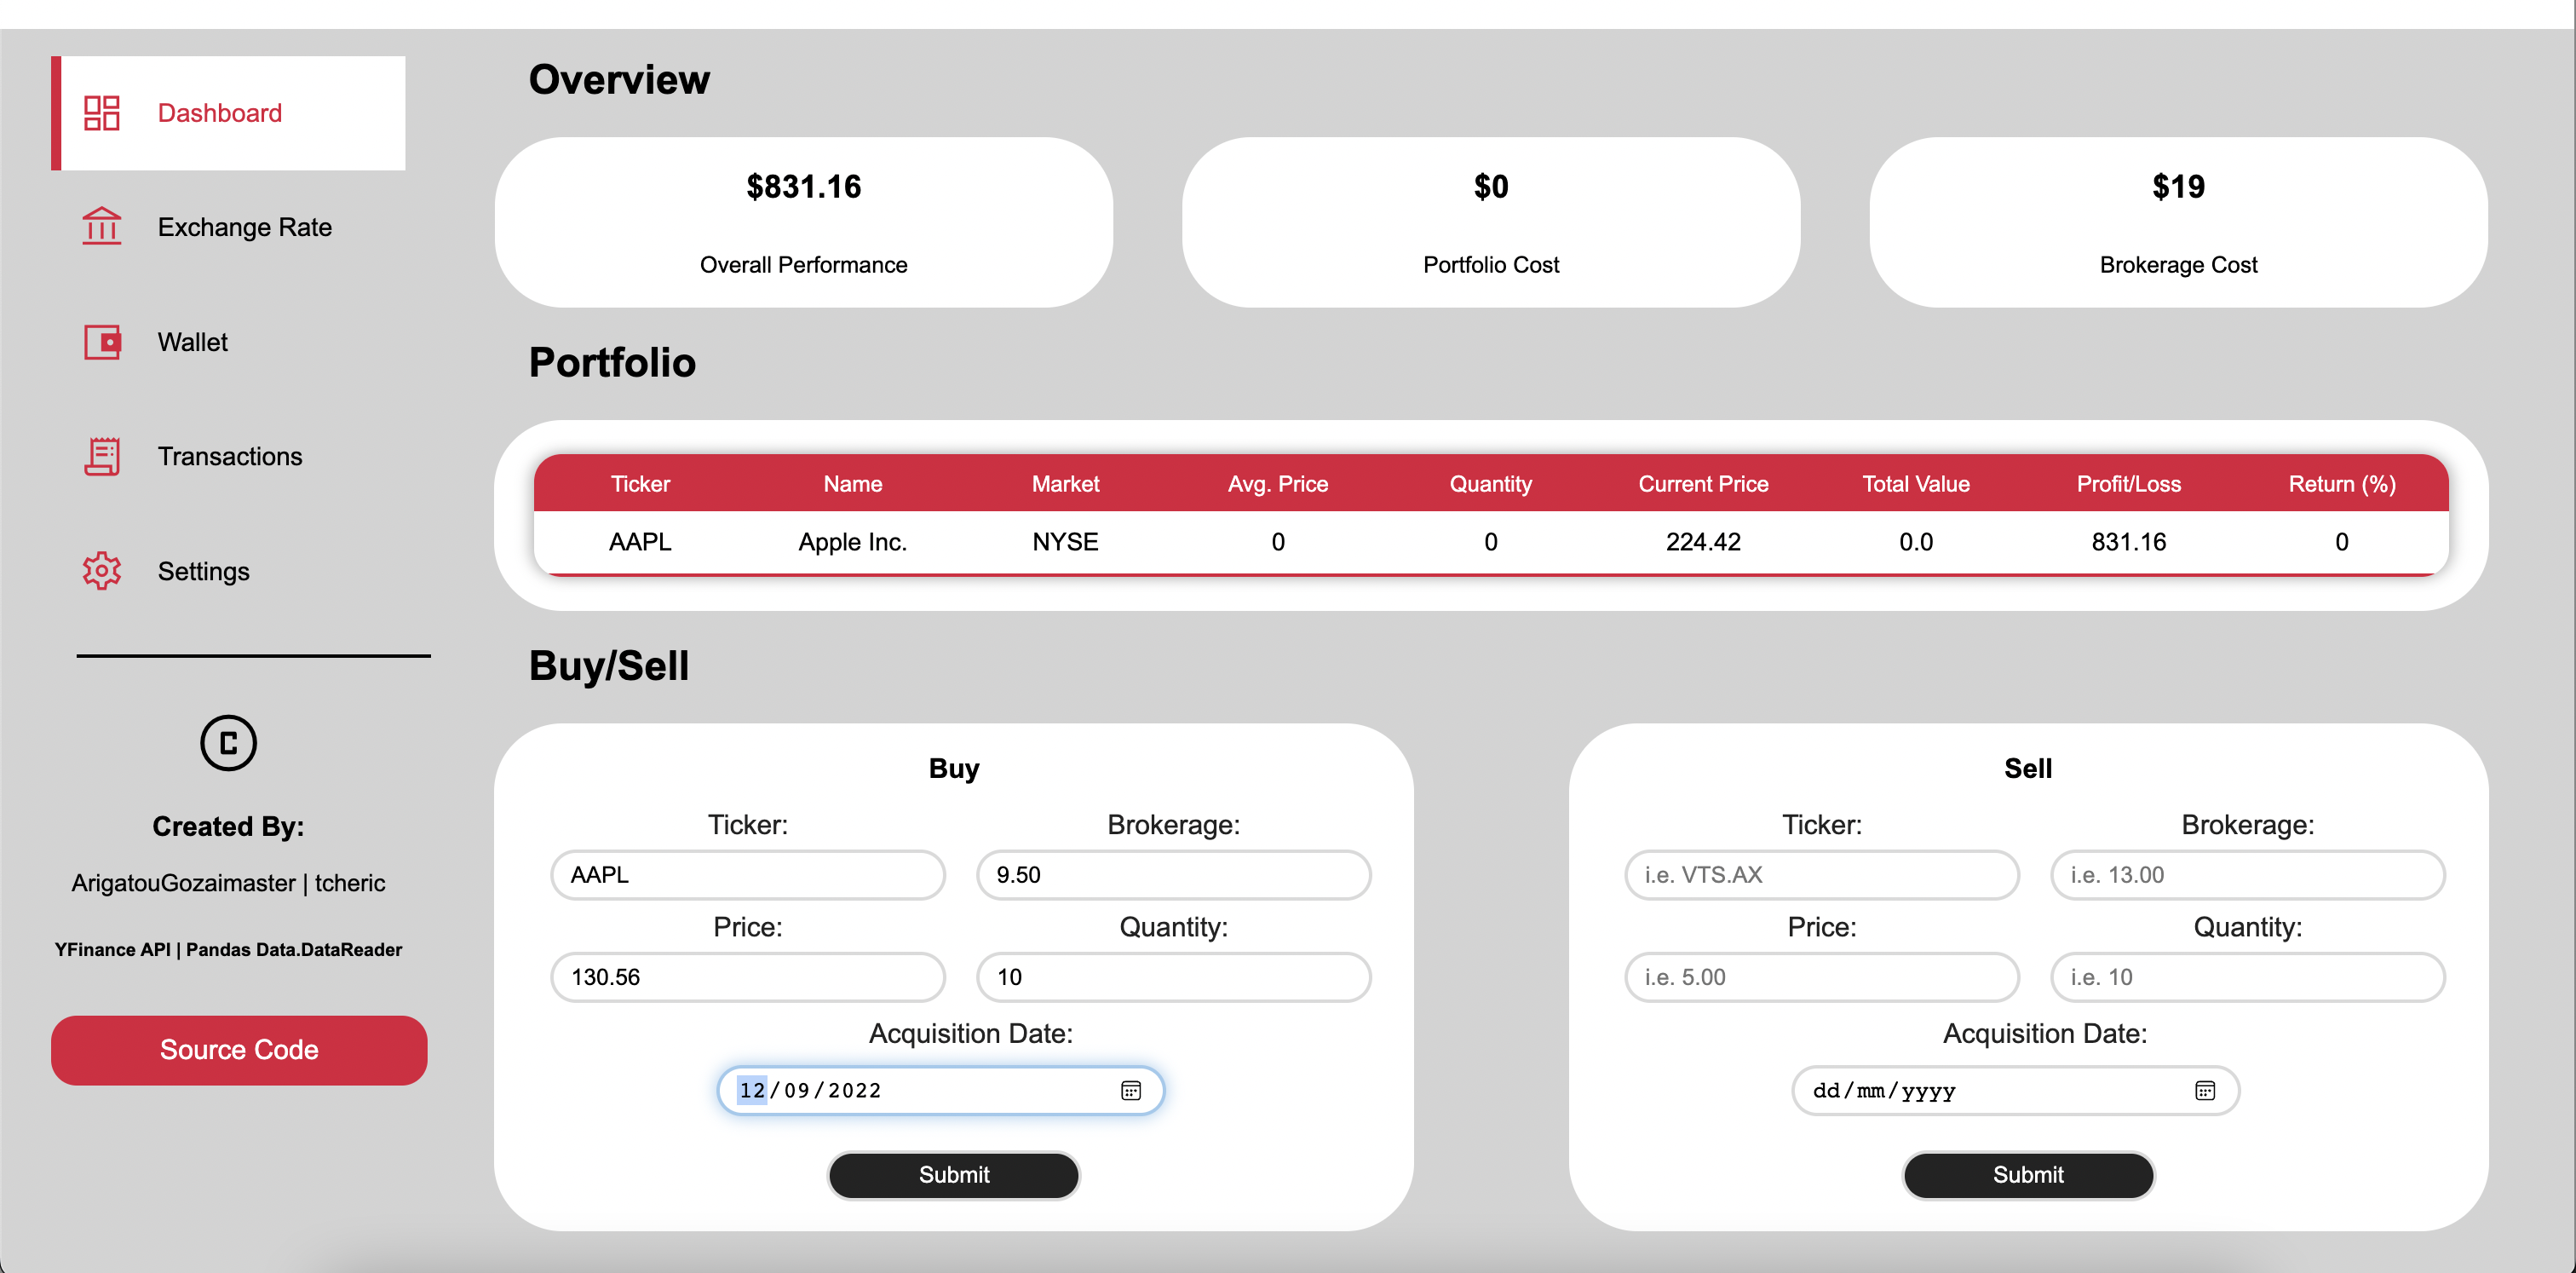 Dashboard
Exchange Rate
Wallet
Transactions
Settings
C
Created By:
ArigatouGozaimaster | tcheric
YFinance API | Pandas Data.DataReader
Source Code
Overview
$831.16
Overall Performance
$0
Portfolio Cost
$19
Brokerage Cost
Portfolio
Ticker Name Market Avg. Price Quantity Current Price Total Value Profit/Loss Return (%)
AAPL Apple Inc. NYSE 0 0 224.42 0.0 831.16 0
Buy/Sell
Buy
Ticker: Brokerage:
AAPL 9.50
Price: Quantity:
130.56 10
Acquisition Date:
12/09/2022
Submit
Sell
Ticker: Brokerage:
i.e. VTS.AX i.e. 13.00
Price: Quantity:
i.e. 5.00 i.e. 10
Acquisition Date:
dd/mm/yyyy
Submit